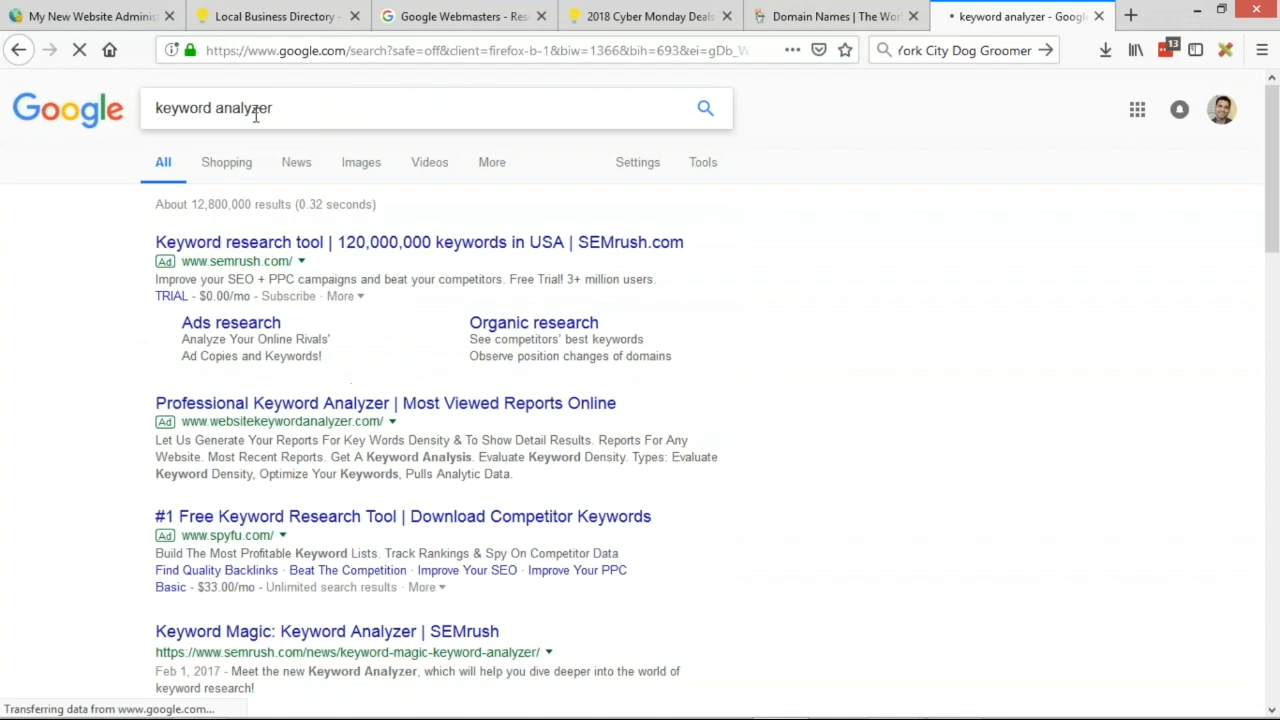 My New Website Adminis
Local Business Directory -
Google Webmasters - Res
2018 Cyber Monday Deals
Domain Names | The Worl
keyword analyzer - Googl
https://www.google.com/search?safe=off&client=firefox-b-1&biw=1366&bih=693&ei=gDb_W
York City Dog Groomer
13
Google
keyword analyzer
All
Shopping
News
Images
Videos
More
Settings
Tools
About 12,800,000 results (0.32 seconds)
Keyword research tool | 120,000,000 keywords in USA | SEMrush.com
Ad www.semrush.com/
Improve your SEO + PPC campaigns and beat your competitors. Free Trial! 3+ million users.
TRIAL - $0.00/mo - Subscribe · More
Ads research
Analyze Your Online Rivals'
Ad Copies and Keywords!
Organic research
See competitors' best keywords
Observe position changes of domains
Professional Keyword Analyzer | Most Viewed Reports Online
Ad www.websitekeywordanalyzer.com/
Let Us Generate Your Reports For Key Words Density & To Show Detail Results. Reports For Any
Website. Most Recent Reports. Get A Keyword Analysis. Evaluate Keyword Density. Types: Evaluate
Keyword Density, Optimize Your Keywords, Pulls Analytic Data.
#1 Free Keyword Research Tool | Download Competitor Keywords
Ad www.spyfu.com/
Build The Most Profitable Keyword Lists. Track Rankings & Spy On Competitor Data
Find Quality Backlinks · Beat The Competition · Improve Your SEO · Improve Your PPC
Basic - $33.00/mo - Unlimited search results · More
Keyword Magic: Keyword Analyzer | SEMrush
https://www.semrush.com/news/keyword-magic-keyword-analyzer/
Feb 1, 2017 - Meet the new Keyword Analyzer, which will help you dive deeper into the world of
keyword research!
Transferring data from www.google.com...